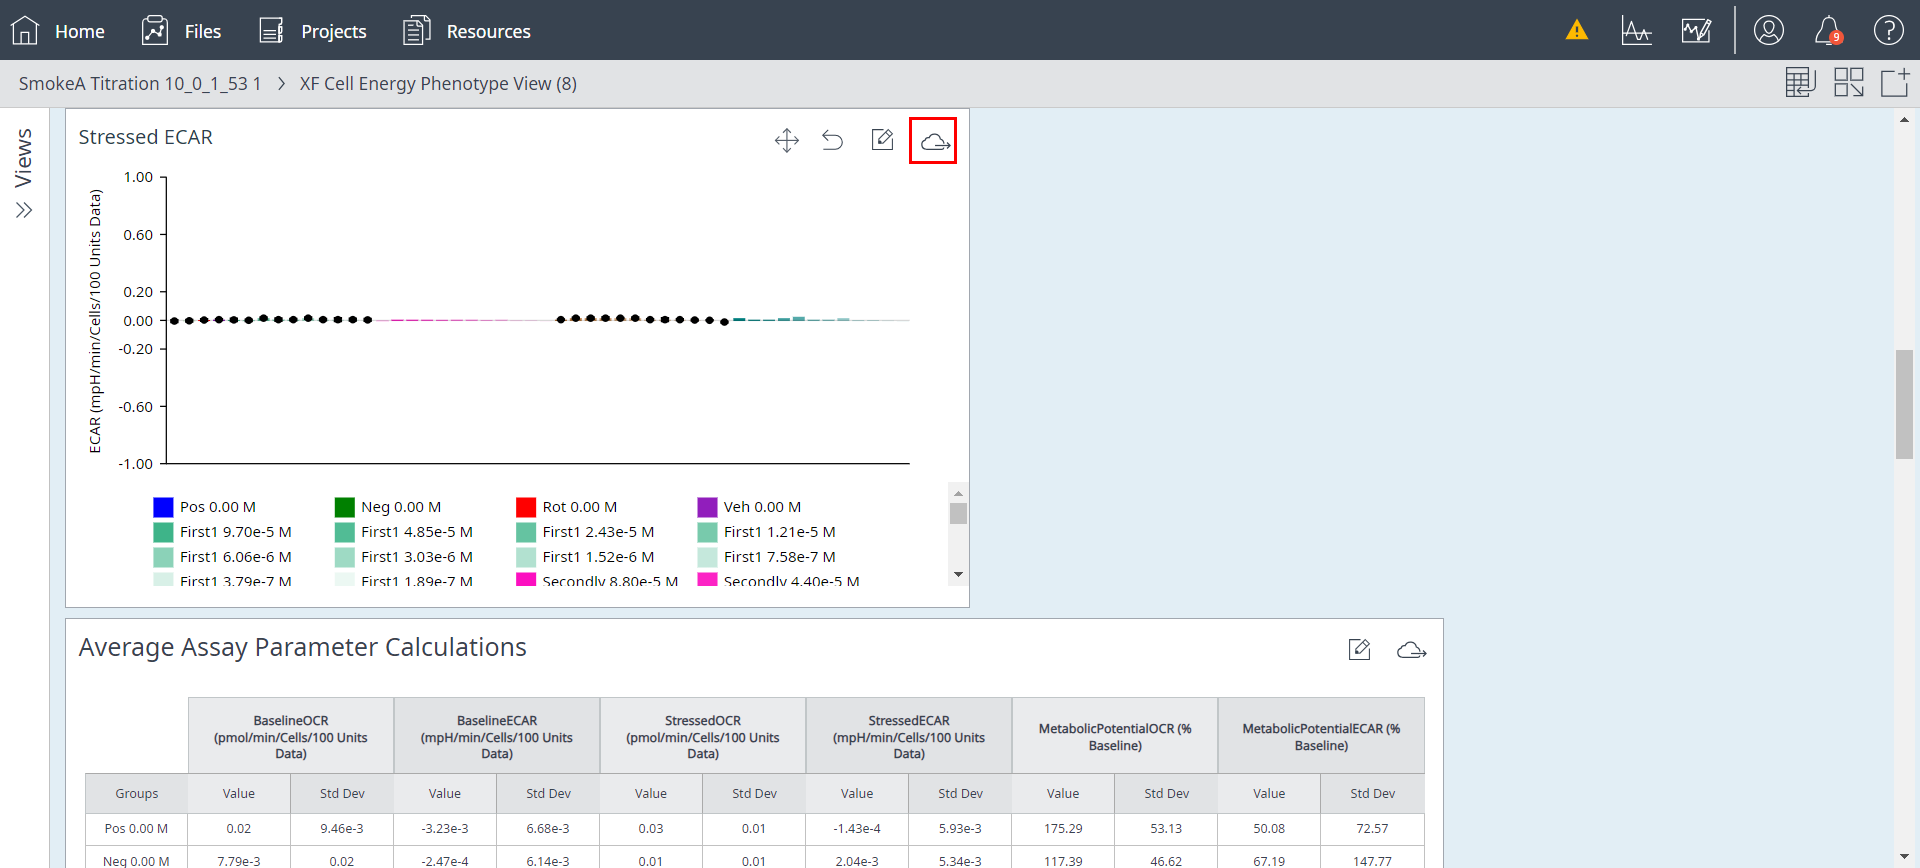 Home Files Projects Resources
9
SmokeA Titration 10_0_1_53 1 > XF Cell Energy Phenotype View (8)
Views
Stressed ECAR
ECAR (mpH/min/Cells/100 Units Data)
1.00
0.60
0.20
0.00
-0.20
-0.60
-1.00
Pos 0.00 M Neg 0.00 M Rot 0.00 M Veh 0.00 M
First1 9.70e-5 M First1 4.85e-5 M First1 2.43e-5 M First1 1.21e-5 M
First1 6.06e-6 M First1 3.03e-6 M First1 1.52e-6 M First1 7.58e-7 M
First1 3.79e-7 M First1 1.89e-7 M Secondly 8.80e-5 M Secondly 4.40e-5 M
Average Assay Parameter Calculations
BaselineOCR (pmol/min/Cells/100 Units Data) BaselineECAR (mpH/min/Cells/100 Units Data) StressedOCR (pmol/min/Cells/100 Units Data) StressedECAR (mpH/min/Cells/100 Units Data) MetabolicPotentialOCR (% Baseline) MetabolicPotentialECAR (% Baseline)
Groups Value Std Dev Value Std Dev Value Std Dev Value Std Dev Value Std Dev Value Std Dev
Pos 0.00 M 0.02 9.46e-3 -3.23e-3 6.68e-3 0.03 0.01 -1.43e-4 5.93e-3 175.29 53.13 50.08 72.57
Neg 0.00 M 7.79e-3 0.02 -2.47e-4 6.14e-3 0.01 0.01 2.04e-3 5.34e-3 117.39 46.62 67.19 147.77